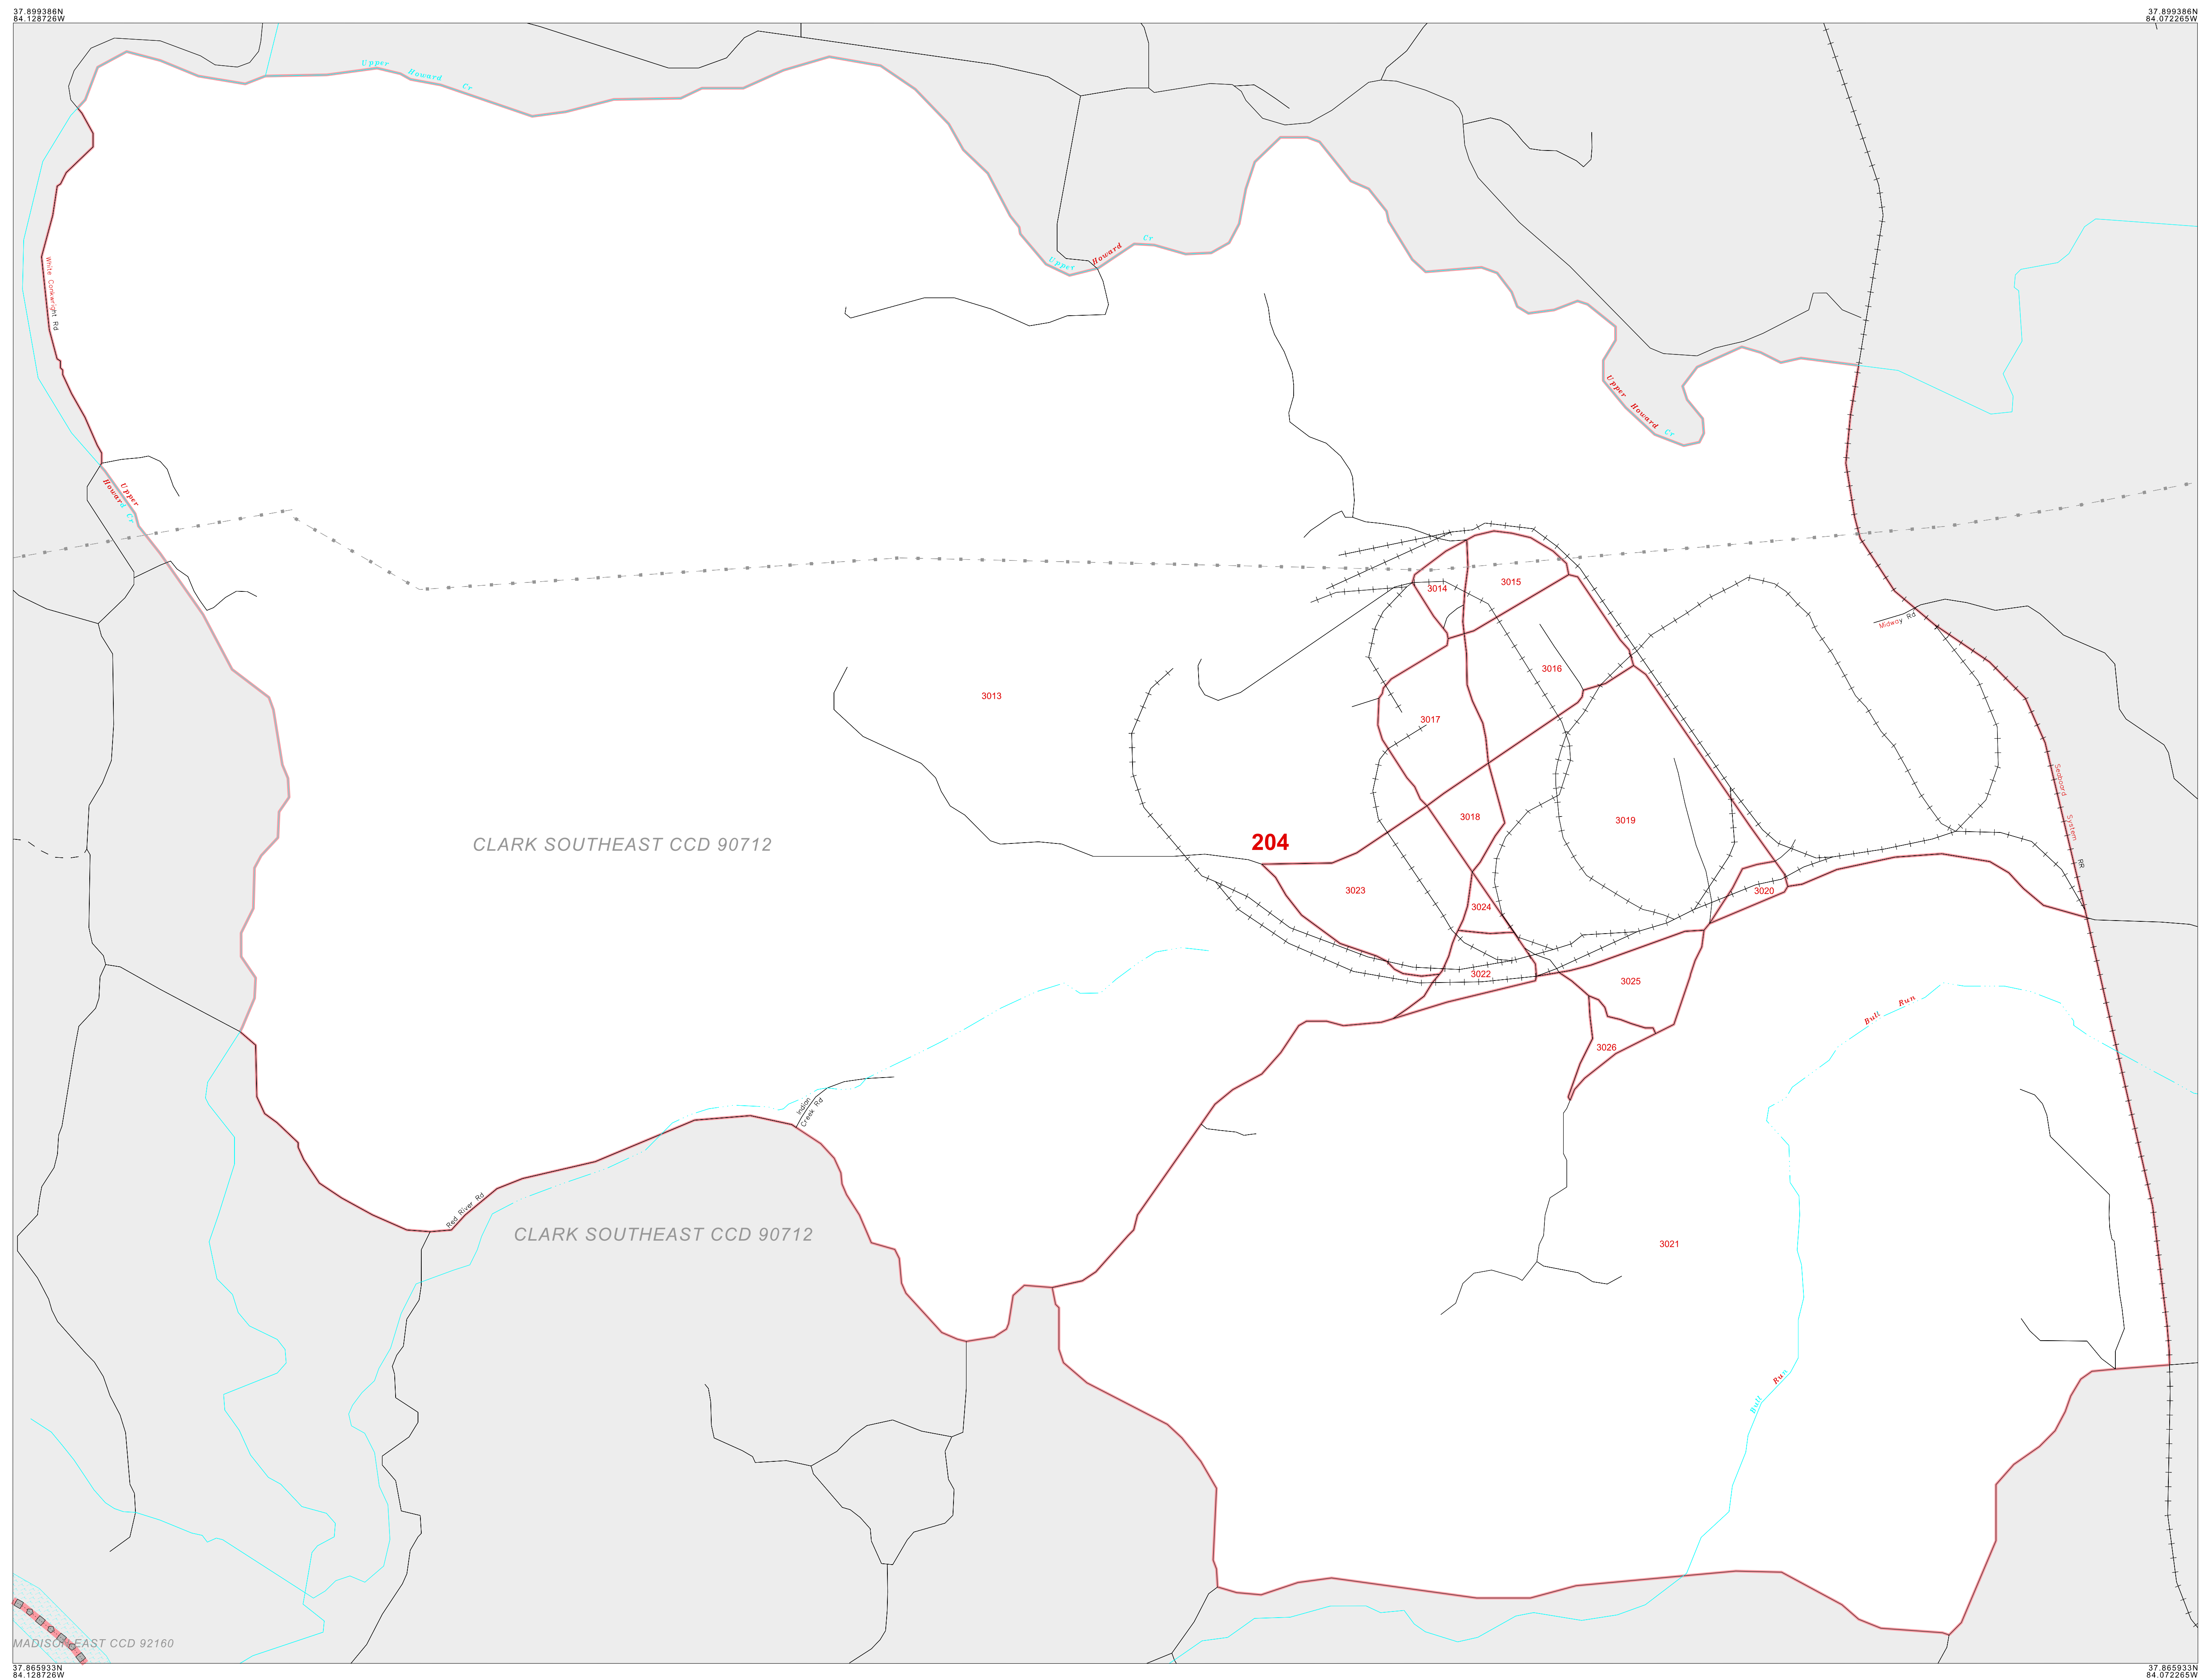 37.899386N
84.128726W
37.899386N
84.072265W
Upper Howard Cr
Upper Howard Cr
White Conkwright Rd
Upper Howard Cr
Upper
Howard Cr
3015
3014
Midway Rd
3016
3013
3017
Seaboard System RR
3018
3019
204
CLARK SOUTHEAST CCD 90712
3023
3020
3024
3022
3025
Bull Run
3026
Indian
Creek Rd
Red River Rd
CLARK SOUTHEAST CCD 90712
3021
Bull Run
MADISON EAST CCD 92160
37.865933N
84.128726W
37.865933N
84.072265W